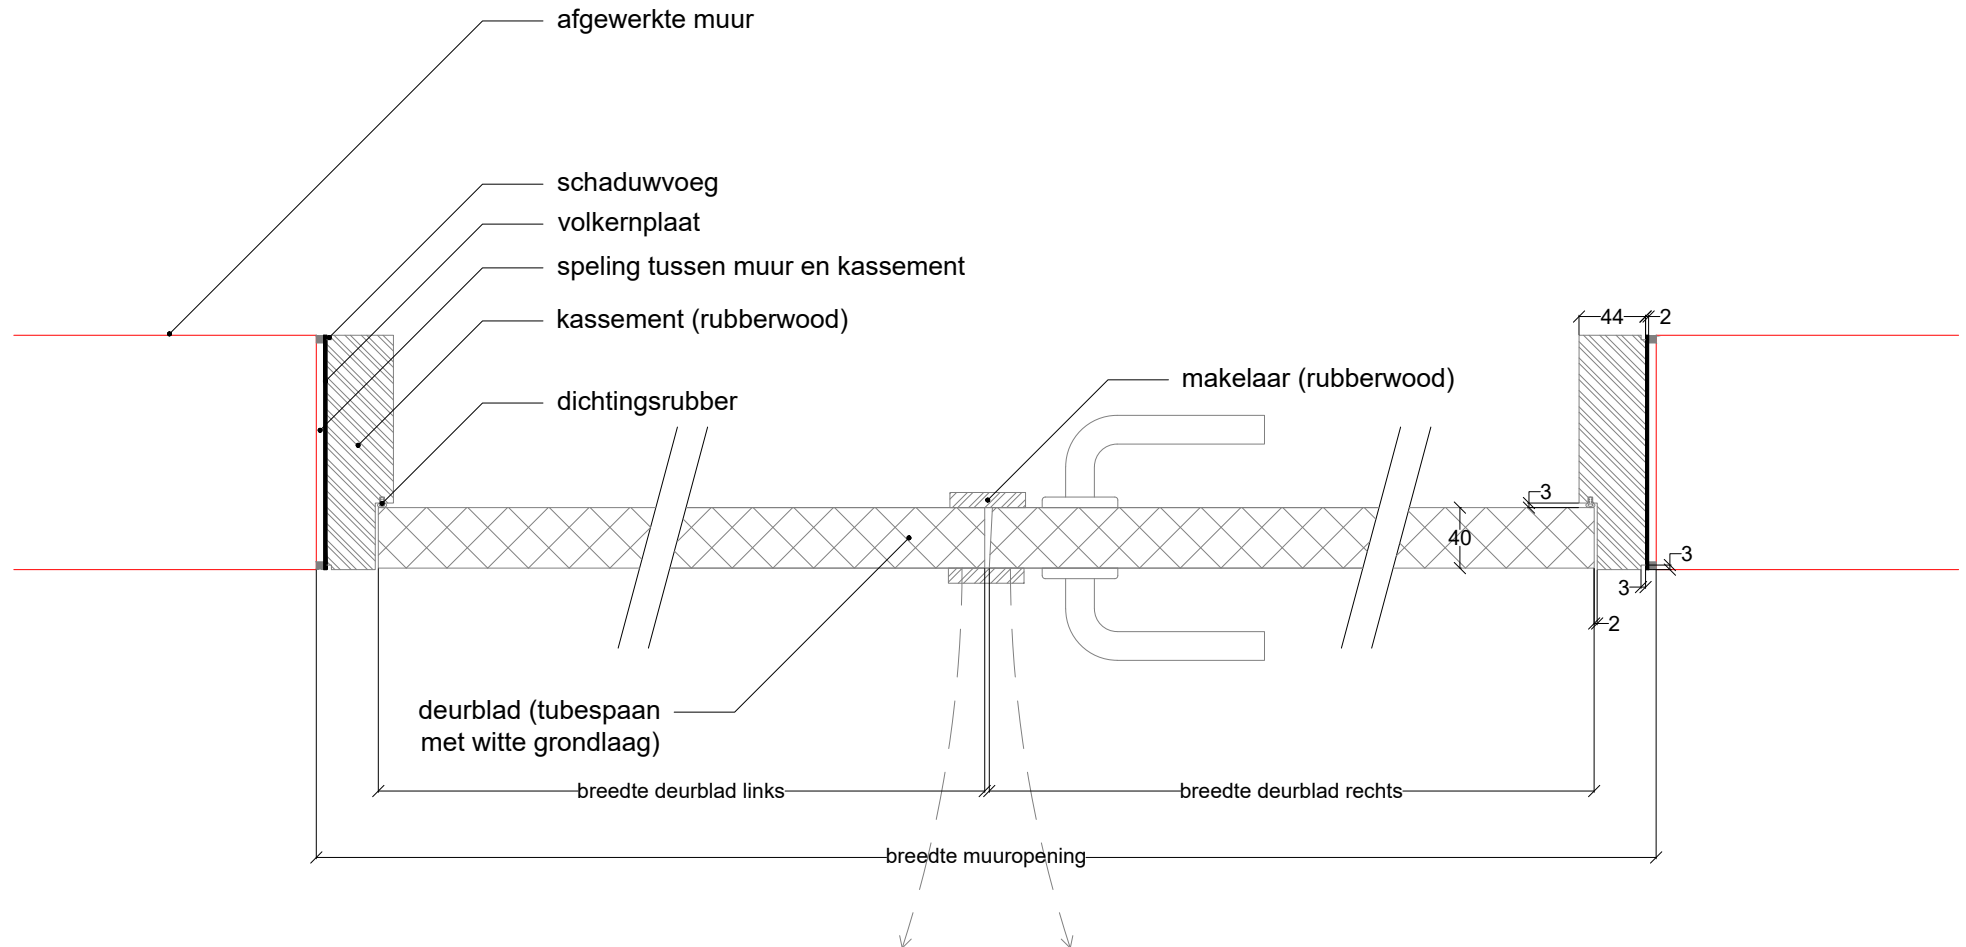 afgewerkte muur
schaduwvoeg
volkernplaat
speling tussen muur en kassement
kassement (rubberwood)
44
2
makelaar (rubberwood)
dichtingsrubber
3
40
3
3
2
deurblad (tubespaan
met witte grondlaag)
breedte deurblad links
breedte deurblad rechts
breedte muuropening